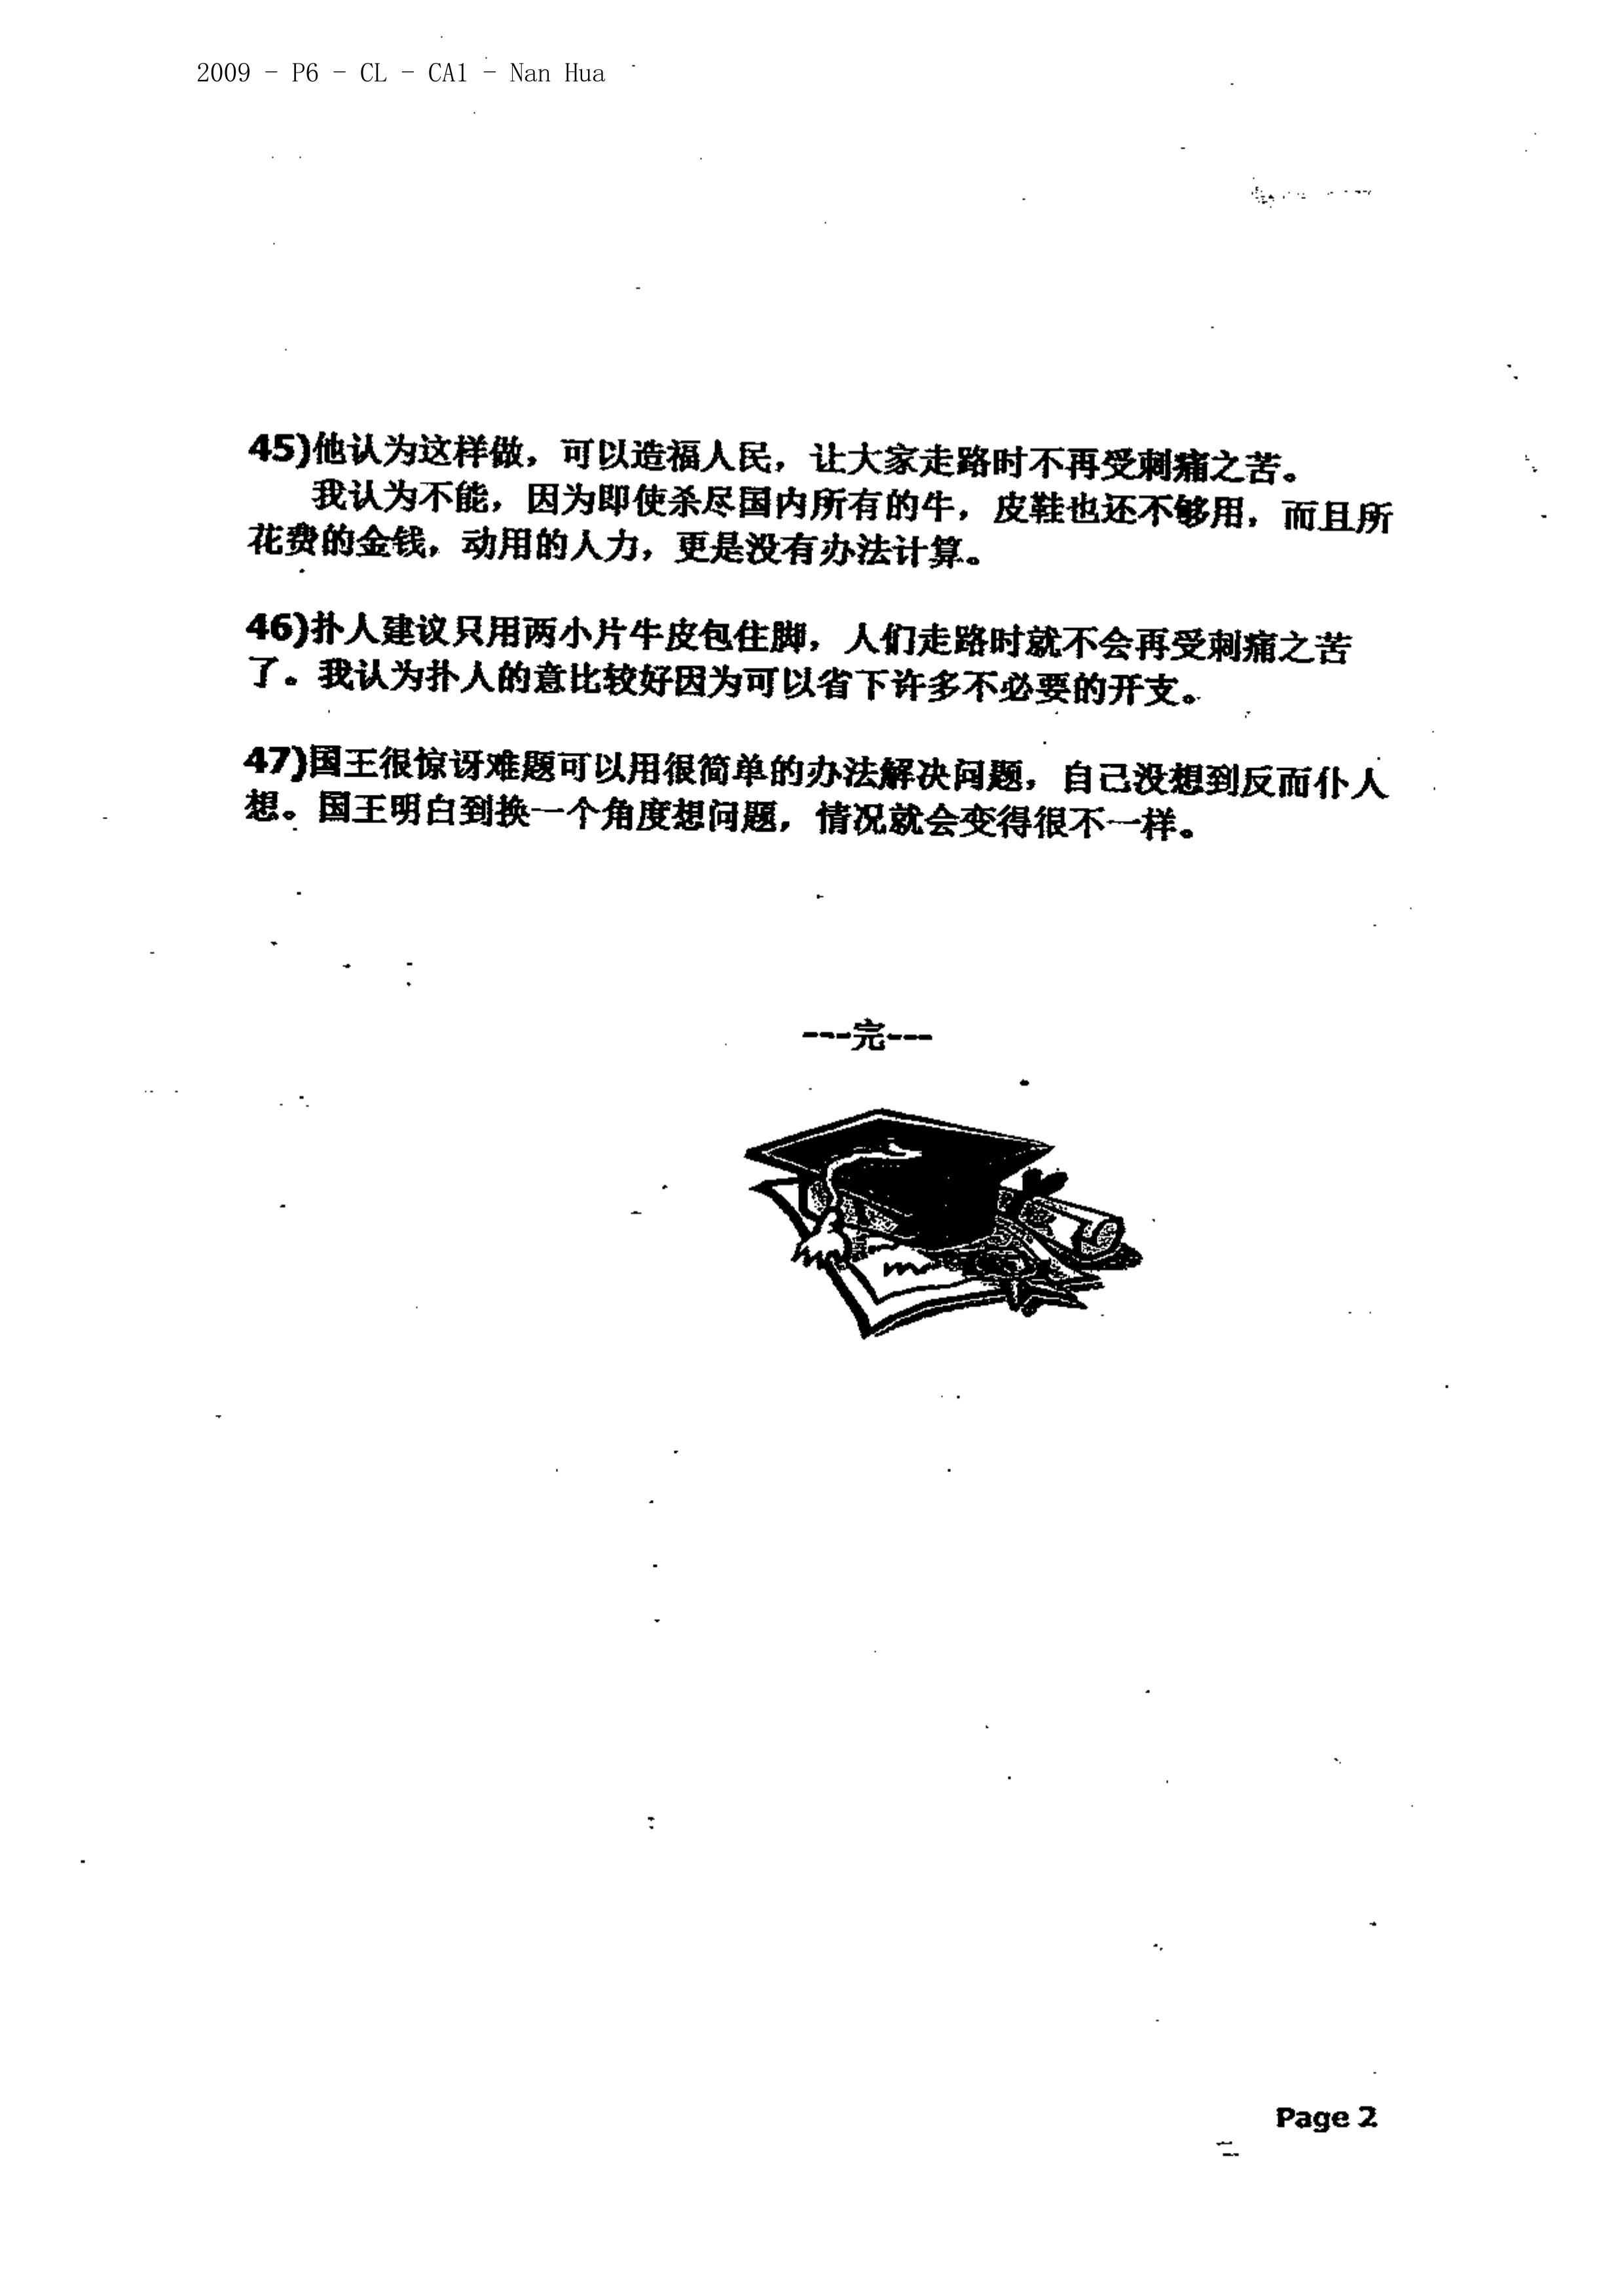 2009 - P6 - CL - CA1 - Nan Hua
45)他认为这样做，可以造福人民，让大家走路时不再受刺痛之苦。
我认为不能，因为即使杀尽国内所有的牛，皮鞋也还不够用，而且所
花费的金钱，动用的人力，更是没有办法计算。
46)扑人建议只用两小片牛皮包住脚，人们走路时就不会再受刺痛之苦
了。我认为扑人的意比较好因为可以省下许多不必要的开支。
47)国王很惊讶难题可以用很简单的办法解决问题，自己没想到反而仆人
想。国王明白到换一个角度想问题，情况就会变得很不一样。
---完---
Page 2